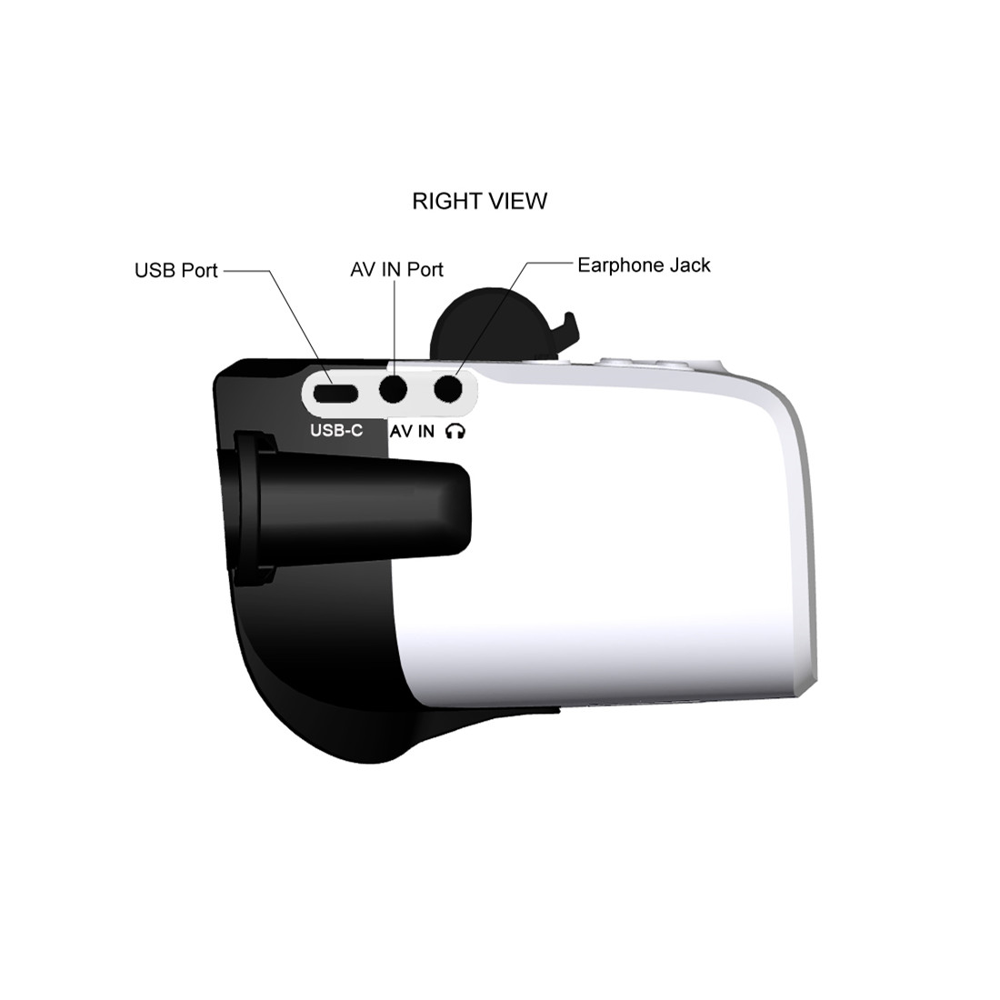 RIGHT VIEW
USB Port
AV IN Port
Earphone Jack
USB-C
AV IN